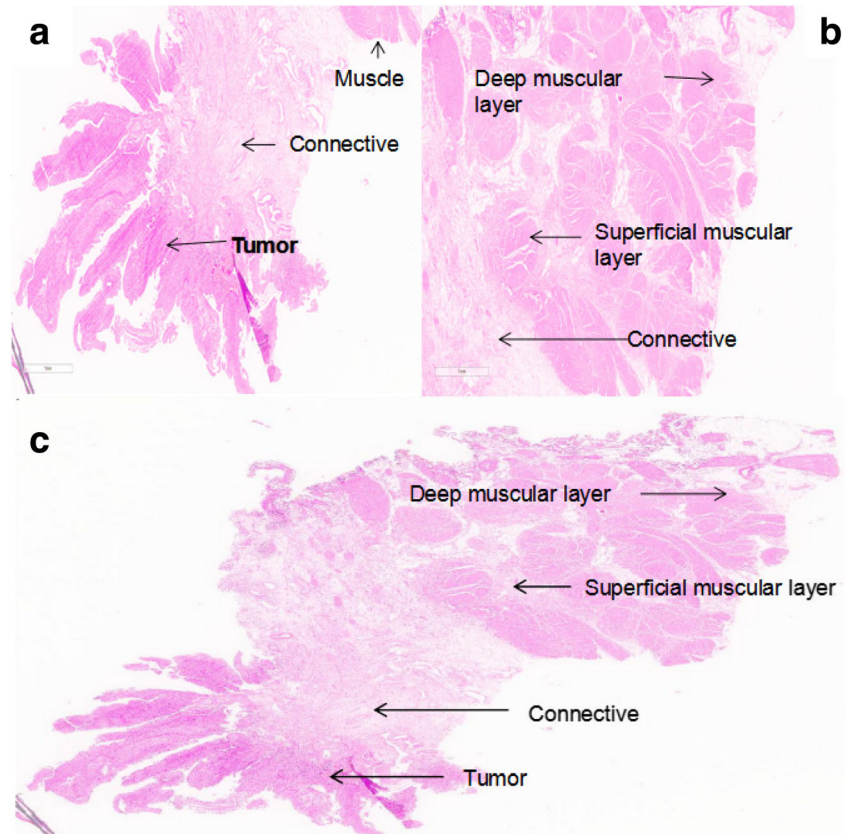 a
Muscle
Connective
Tumor
b
Deep muscular
layer
Superficial muscular
layer
Connective
c
Deep muscular layer
Superficial muscular layer
Connective
Tumor